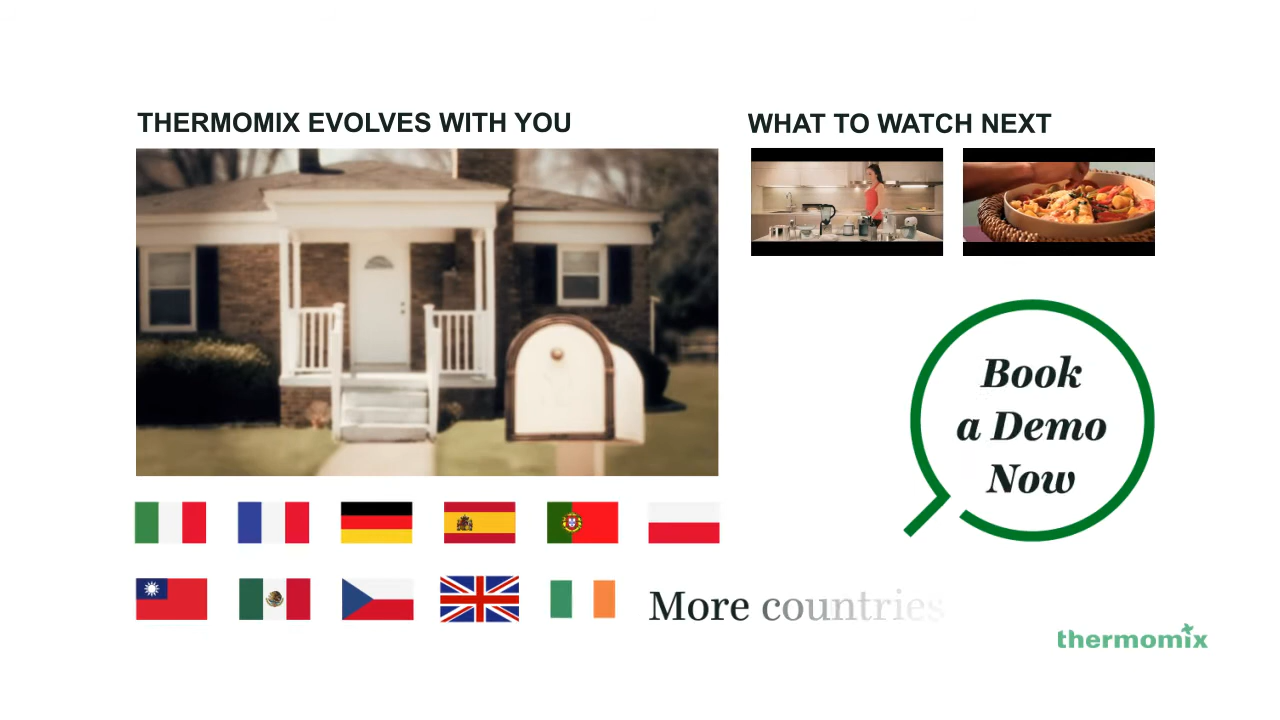 THERMOMIX EVOLVES WITH YOU
WHAT TO WATCH NEXT
Book
a Demo
Now
More countries
thermomix